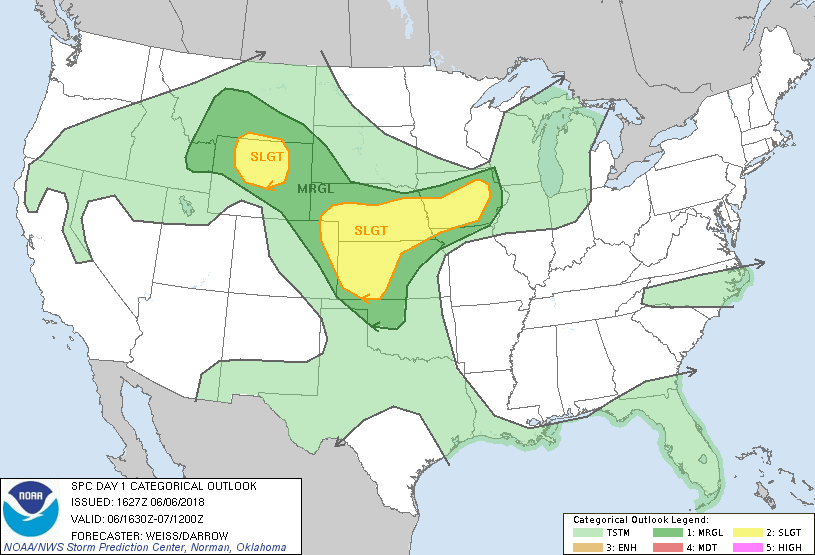 SLGT
MRGL
SLGT
NOAA
SPC DAY 1 CATEGORICAL OUTLOOK
ISSUED: 1627Z 06/06/2018
VALID: 06/1630Z-07/1200Z
FORECASTER: WEISS/DARROW
NOAA/NWS Storm Prediction Center, Norman, Oklahoma
Categorical Outlook Legend:
TSTM 1: MRGL 2: SLGT
3: ENH 4: MDT 5: HIGH